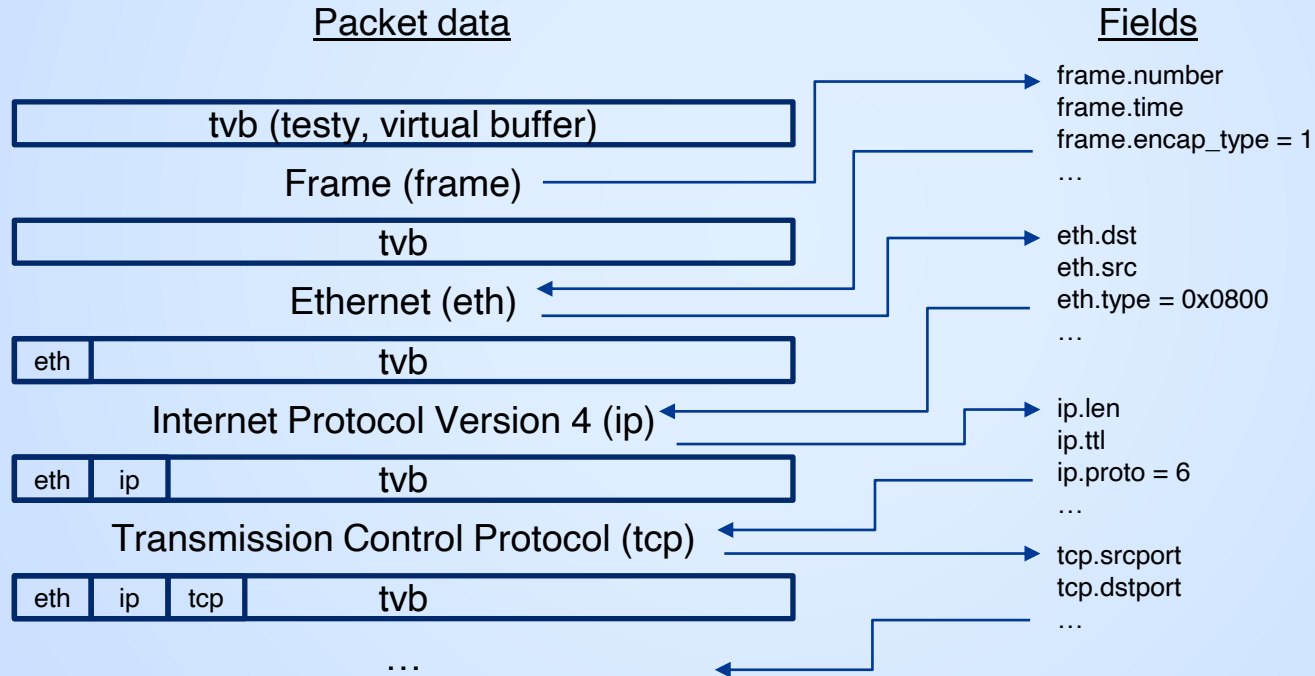 Packet data
Fields
tvb (testy, virtual buffer)
Frame (frame)
frame.number
frame.time
frame.encap_type = 1
…
tvb
Ethernet (eth)
eth.dst
eth.src
eth.type = 0x0800
…
eth tvb
Internet Protocol Version 4 (ip)
ip.len
ip.ttl
ip.proto = 6
…
eth ip tvb
Transmission Control Protocol (tcp)
tcp.srcport
tcp.dstport
…
eth ip tcp tvb
…